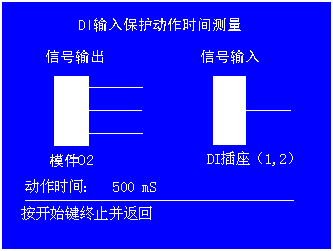 DI输入保护动作时间测量
信号输出 信号输入
模件02 DI插座（1,2）
动作时间: 500 mS
按开始键终止并返回